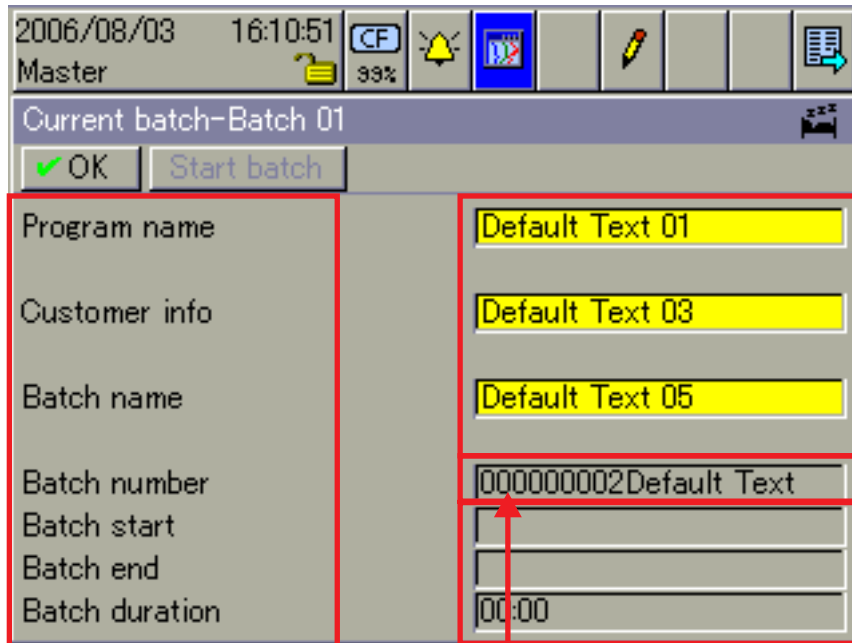 2006/08/03 16:10:51
Master
CF
99%
Current batch-Batch 01
zzz
OK Start batch
Program name Default Text 01
Customer info Default Text 03
Batch name Default Text 05
Batch number 000000002Default Text
Batch start
Batch end
Batch duration 00:00